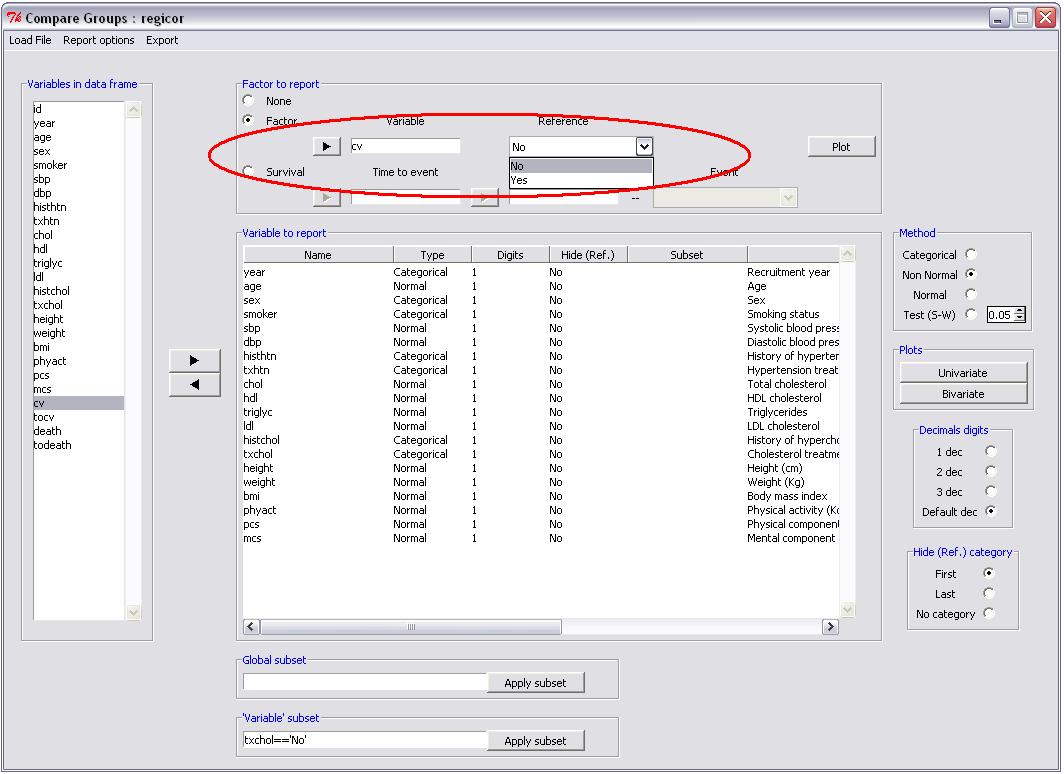 Compare Groups : regicor
Load File Report options Export
Variables in data frame
id
year
age
sex
smoker
sbp
dbp
histhtn
txhtn
chol
hdl
triglyc
ldl
histchol
txchol
height
weight
bmi
phyact
pcs
mcs
cv
tocv
death
todeath
Factor to report
None
Factor Variable Reference
cv No Plot
No
Yes
Survival Time to event Event
--
Variable to report
Name Type Digits Hide (Ref.) Subset
year Categorical 1 No Recruitment year
age Normal 1 No Age
sex Categorical 1 No Sex
smoker Categorical 1 No Smoking status
sbp Normal 1 No Systolic blood press
dbp Normal 1 No Diastolic blood pres
histhtn Categorical 1 No History of hyperter
txhtn Categorical 1 No Hypertension treat
chol Normal 1 No Total cholesterol
hdl Normal 1 No HDL cholesterol
triglyc Normal 1 No Triglycerides
ldl Normal 1 No LDL cholesterol
histchol Categorical 1 No History of hyperchc
txchol Categorical 1 No Cholesterol treatme
height Normal 1 No Height (cm)
weight Normal 1 No Weight (Kg)
bmi Normal 1 No Body mass index
phyact Normal 1 No Physical activity (Kc
pcs Normal 1 No Physical component
mcs Normal 1 No Mental component
Method
Categorical
Non Normal
Normal
Test (S-W) 0.05
Plots
Univariate
Bivariate
Decimals digits
1 dec
2 dec
3 dec
Default dec
Hide (Ref.) category
First
Last
No category
Global subset
Apply subset
'Variable' subset
txchol=='No' Apply subset